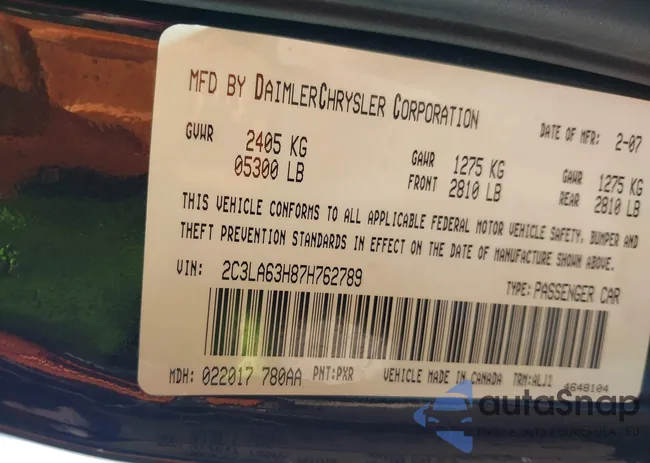 MFD BY DAIMLERCHRYSLER CORPORATION DATE OF MFR: 2-07
GVWR 2405 KG GAWR 1275 KG GAWR 1275 KG
05300 LB FRONT 2810 LB REAR 2810 LB
THIS VEHICLE CONFORMS TO ALL APPLICABLE FEDERAL MOTOR VEHICLE SAFETY, BUMPER AND
THEFT PREVENTION STANDARDS IN EFFECT ON THE DATE OF MANUFACTURE SHOWN ABOVE.
VIN: 2C3LA63H87H762789 TYPE: PASSENGER CAR
MDH: 022017 780AA PNT: PXR VEHICLE MADE IN CANADA TRM: ALJ1 4648104
autoSnap